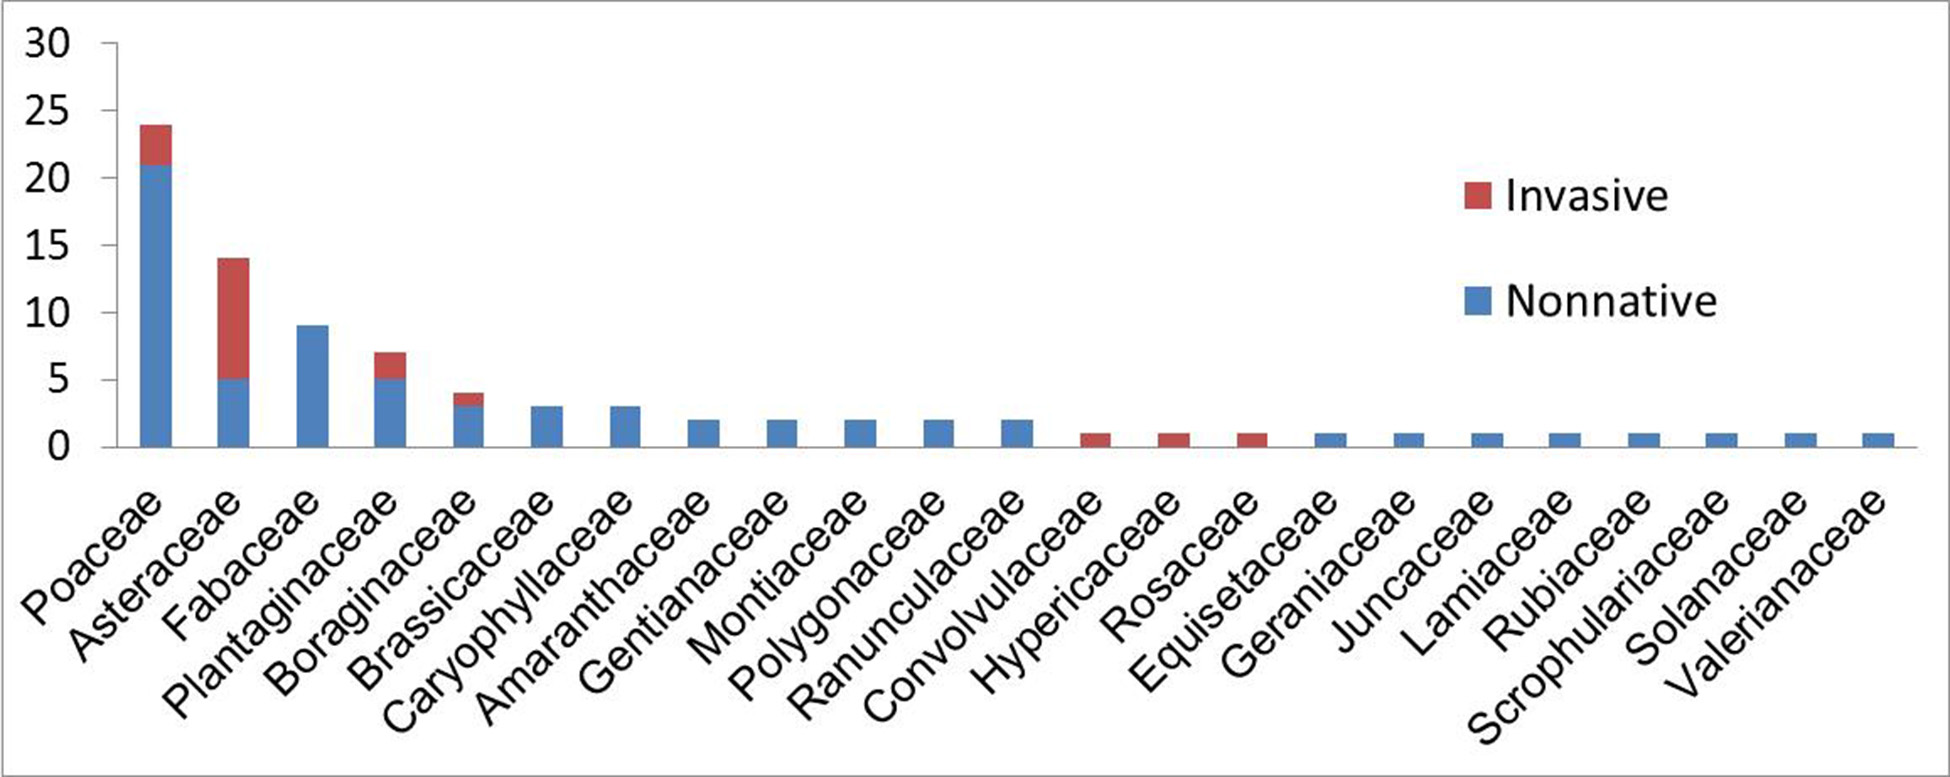 30
25
20
15
10
5
0
Invasive
Nonnative
Poaceae
Asteraceae
Fabaceae
Plantaginaceae
Boraginaceae
Brassicaceae
Caryophyllaceae
Amaranthaceae
Gentianaceae
Montiaceae
Polygonaceae
Ranunculaceae
Convolvulaceae
Hypericaceae
Rosaceae
Equisetaceae
Geraniaceae
Juncaceae
Lamiaceae
Rubiaceae
Scrophulariaceae
Solanaceae
Valerianaceae